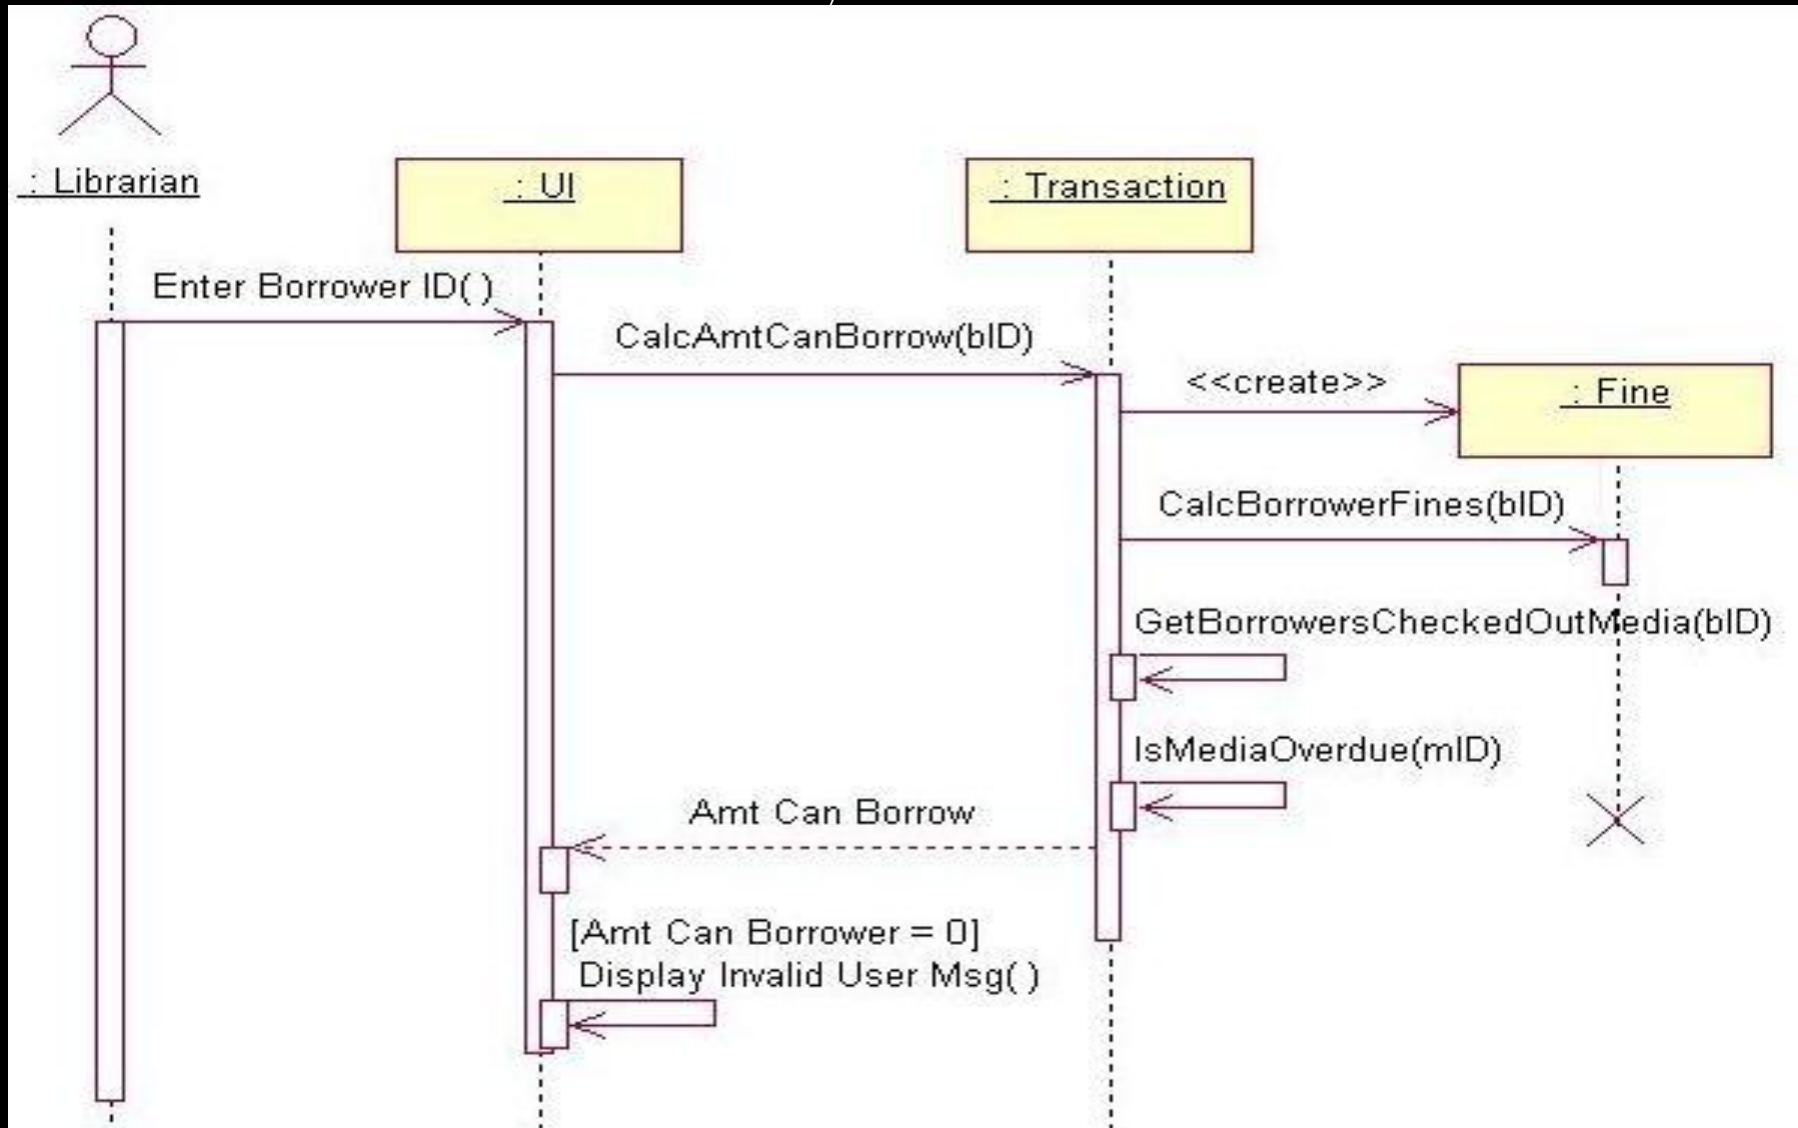 : Librarian
: UI
: Transaction
Enter Borrower ID( )
CalcAmtCanBorrow(bID)
<<create>>
: Fine
CalcBorrowerFines(bID)
GetBorrowersCheckedOutMedia(bID)
IsMediaOverdue(mID)
Amt Can Borrow
[Amt Can Borrower = 0]
Display Invalid User Msg( )